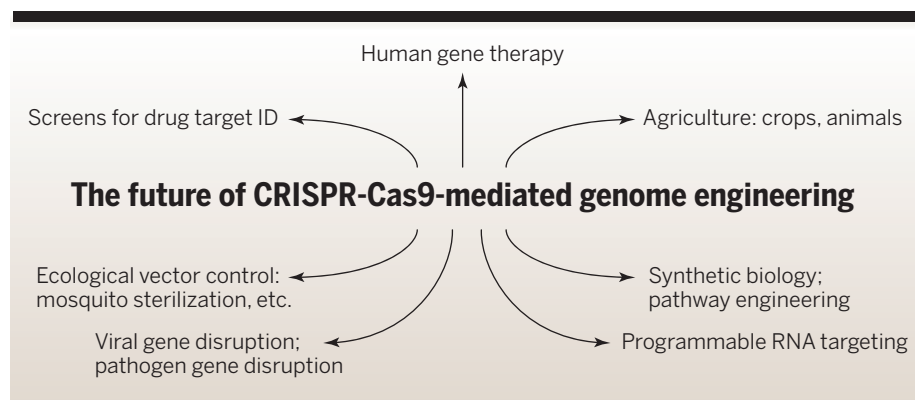 Human gene therapy
Screens for drug target ID
Agriculture: crops, animals
The future of CRISPR-Cas9-mediated genome engineering
Ecological vector control:
mosquito sterilization, etc.
Synthetic biology;
pathway engineering
Viral gene disruption;
pathogen gene disruption
Programmable RNA targeting